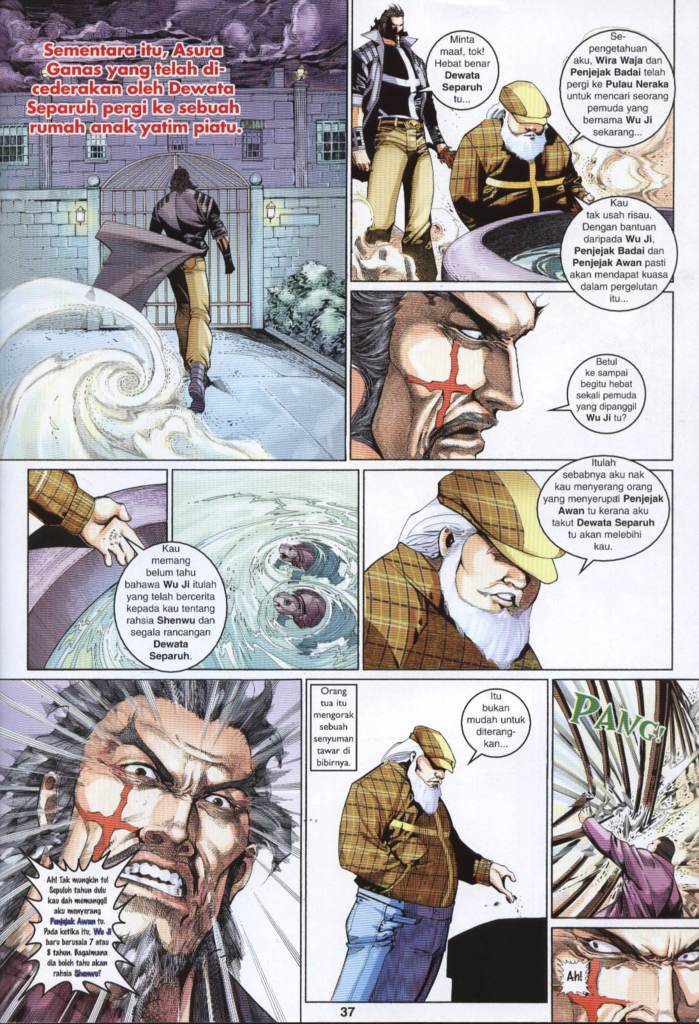 Sementara itu, Asura
Ganas yang telah di-
cederakan oleh Dewata
Separuh pergi ke sebuah
rumah anak yatim piatu.
Minta
maaf, tok!
Hebat benar
Dewata
Separuh
tu...
Se-
pengetahuan
aku, Wira Waja dan
Penjejak Badai telah
pergi ke Pulau Neraka
untuk mencari seorang
pemuda yang
bernama Wu Ji
sekarang...
Kau
tak usah risau.
Dengan bantuan
daripada Wu Ji,
Penjejak Badai dan
Penjejak Awan pasti
akan mendapat kuasa
dalam pergelutan
itu...
Betul
ke sampai
begitu hebat
sekali pemuda
yang dipanggil
Wu Ji tu?
Kau
memang
belum tahu
bahawa Wu Ji itulah
yang telah bercerita
kepada kau tentang
rahsia Shenwu dan
segala rancangan
Dewata
Separuh.
Itulah
sebabnya aku nak
kau menyerang orang
yang menyerupai Penjejak
Awan tu kerana aku
takut Dewata Separuh
tu akan melebihi
kau.
Ah! Tak mungkin tu!
Sepuluh tahun dulu
kau dah memanggil
aku menyerang
Penjejak Awan tu.
Pada ketika itu, Wu Ji
baru berusia 7 atau
8 tahun. Bagaimana
dia boleh tahu akan
rahsia Shenwu?
Orang
tua itu
mengorak
sebuah
senyuman
tawar di
bibirnya.
Itu
bukan
mudah untuk
diterang-
kan...
PANG!
Ah!
37